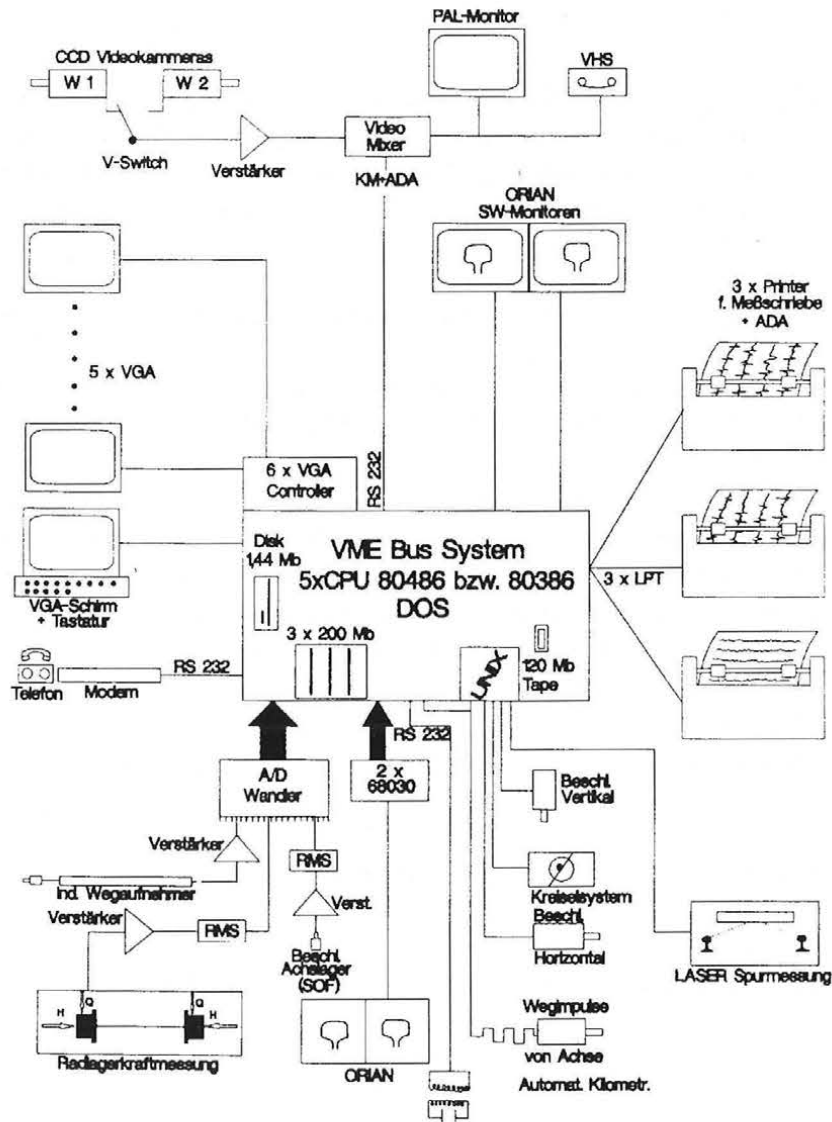 PAL-Monitor
CCD Videokammeras
W 1
W 2
VHS
V-Switch
Verstärker
Video
Mixer
KM+ADA
ORIAN
SW-Monitoren
3 x Printer
f. Meßschriebe
+ ADA
5 x VGA
6 x VGA
Controller
RS 232
Disk
1,44 Mb
VME Bus System
5xCPU 80486 bzw. 80386
DOS
3 x LPT
VGA-Schirm
+ Tastatur
3 x 200 Mb
UNIX
120 Mb
Tape
RS 232
Telefon
Modem
RS 232
A/D
Wandler
2 x
68030
Beschl.
Vertikal
Verstärker
RMS
Ind. Wegaufnehmer
Verst.
Kreiselsystem
Verstärker
RMS
Beschl.
Achslager
(SOF)
Beschl.
Horizontal
LASER Spurmessung
H
Q
Q
H
Radlagerkraftmessung
ORIAN
Wegimpulse
von Achse
Automat. Kilometr.